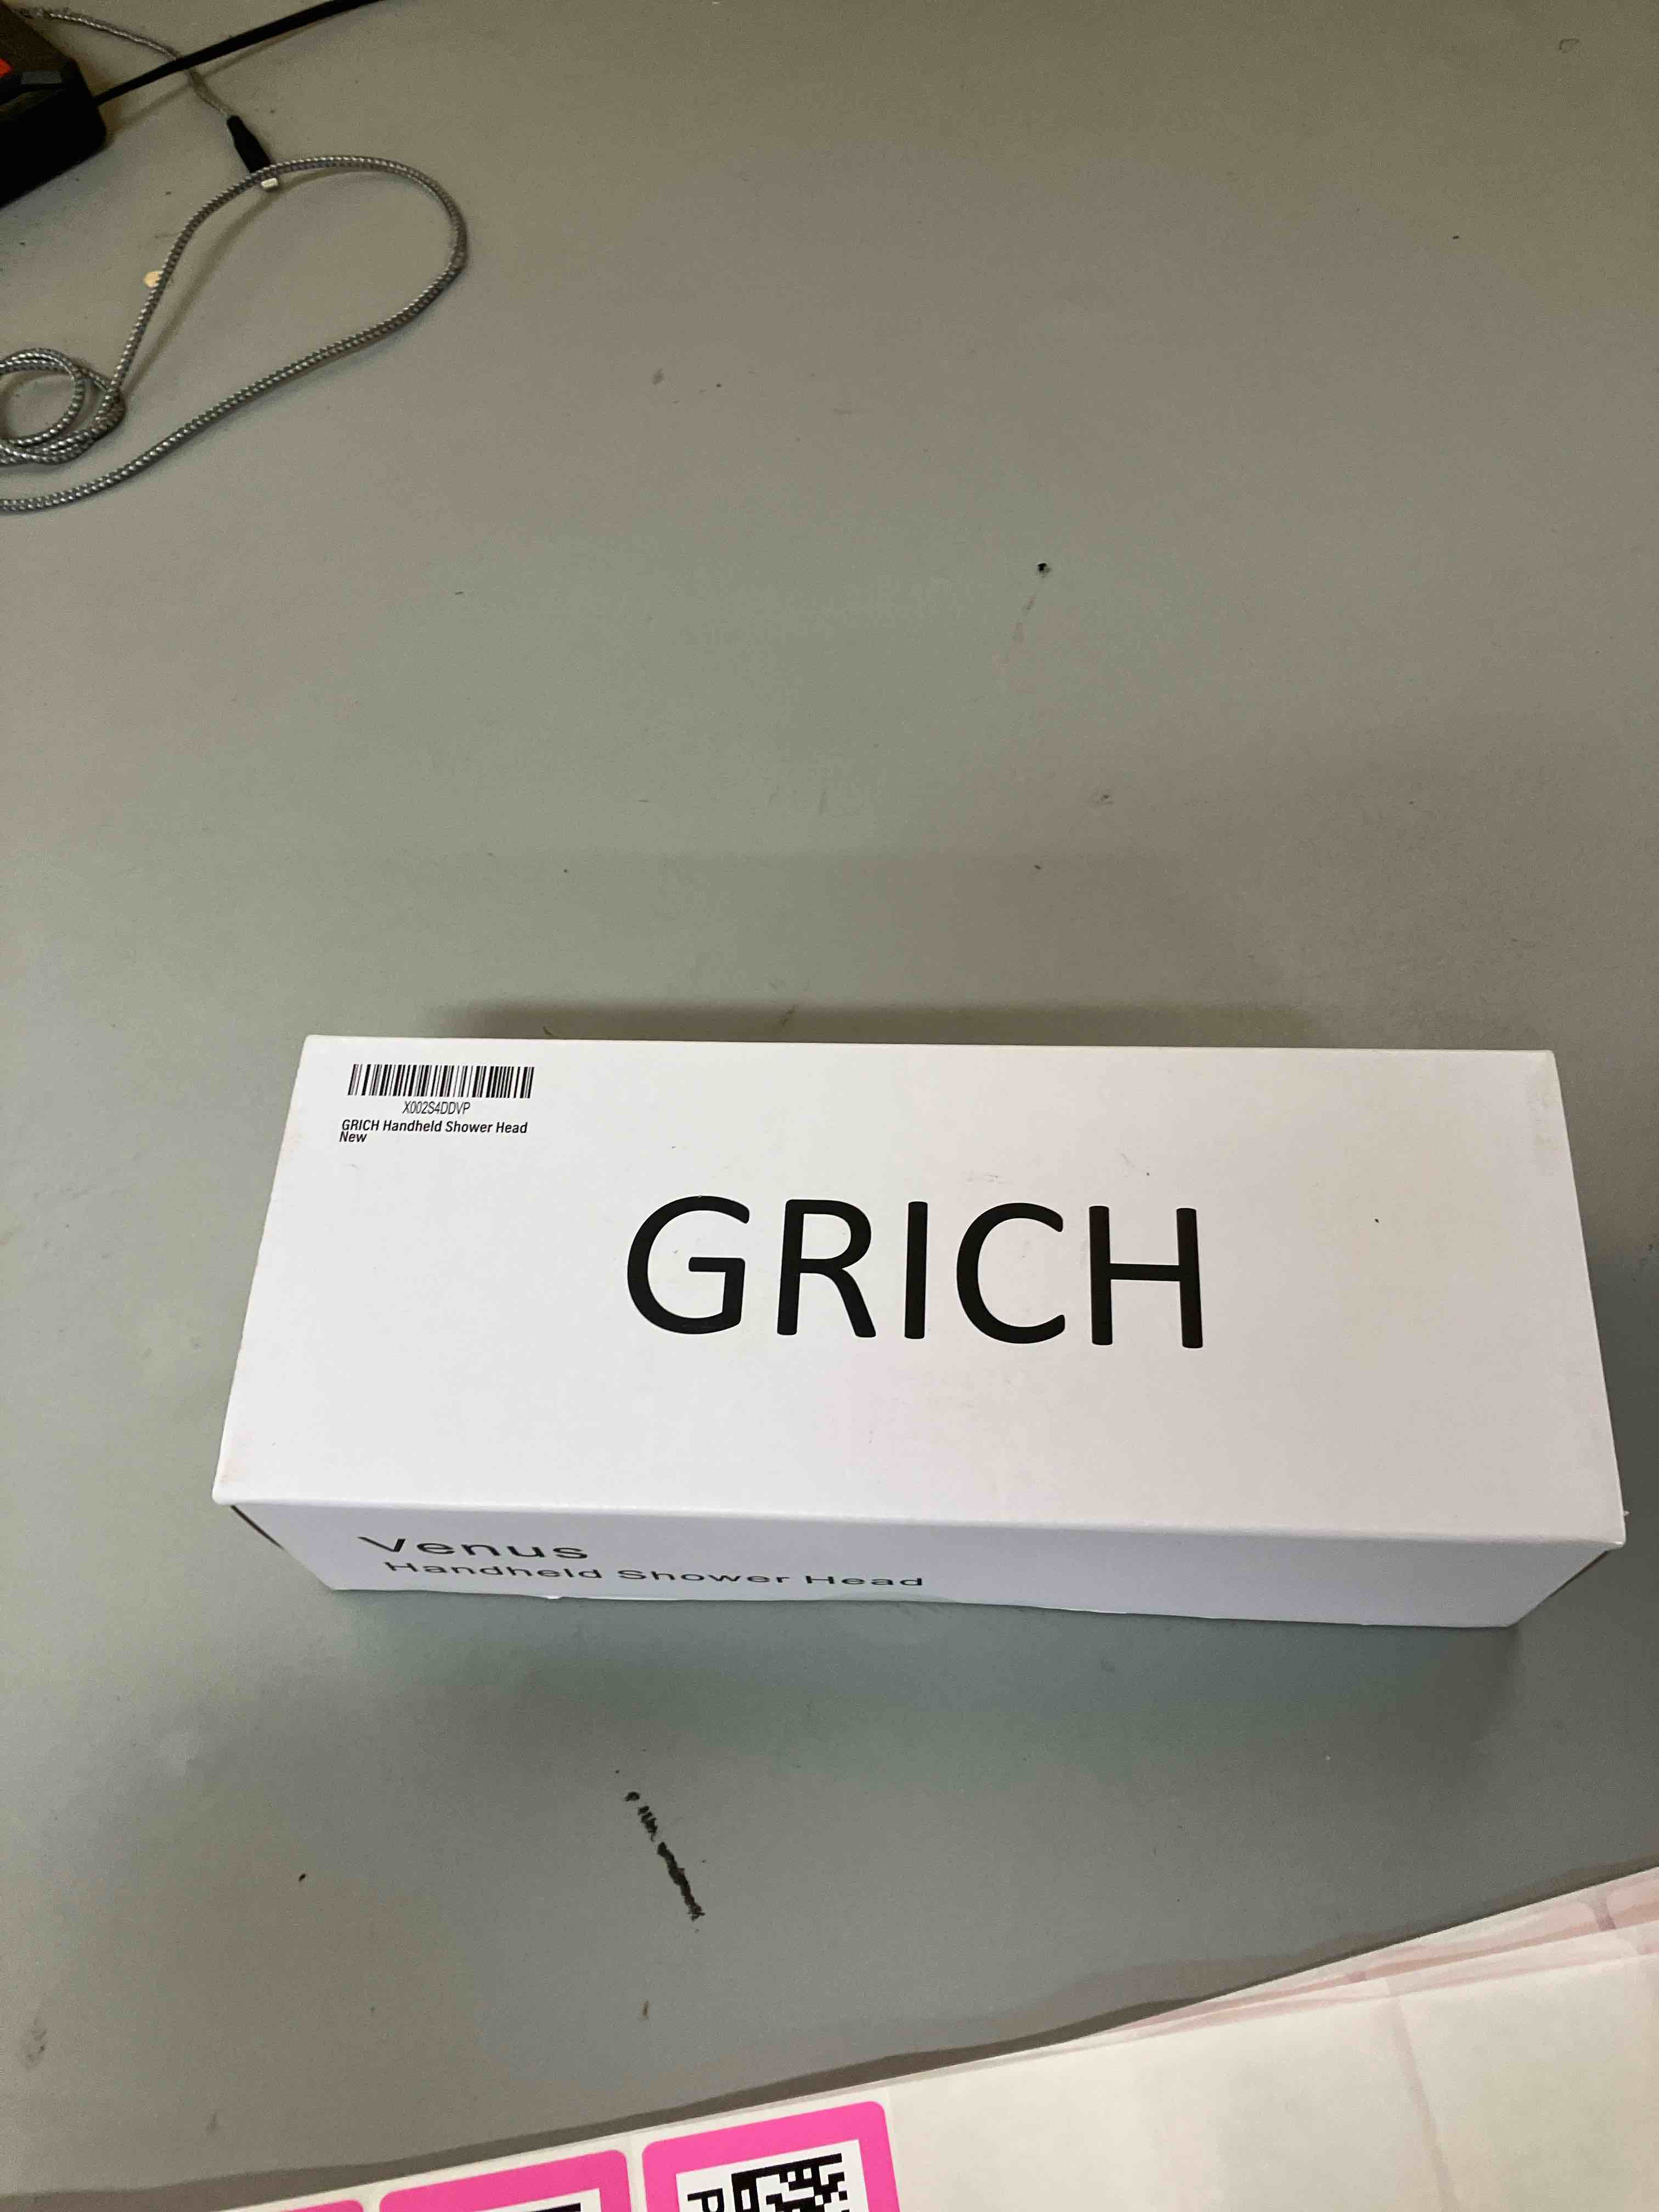 X002S4DDVP
GRICH Handheld Shower Head
New
GRICH
Venus
Handheld Shower Head
P